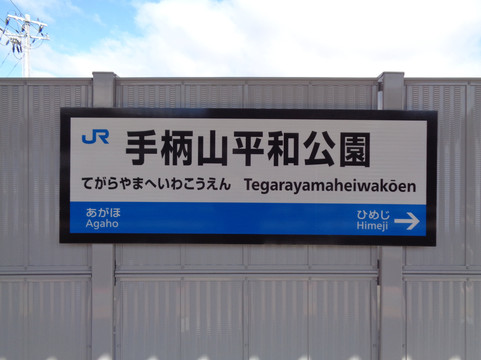 JR 手柄山平和公園
てがらやまへいわこうえん Tegarayamaheiwakōen
あがほ ひめじ
Agaho Himeji